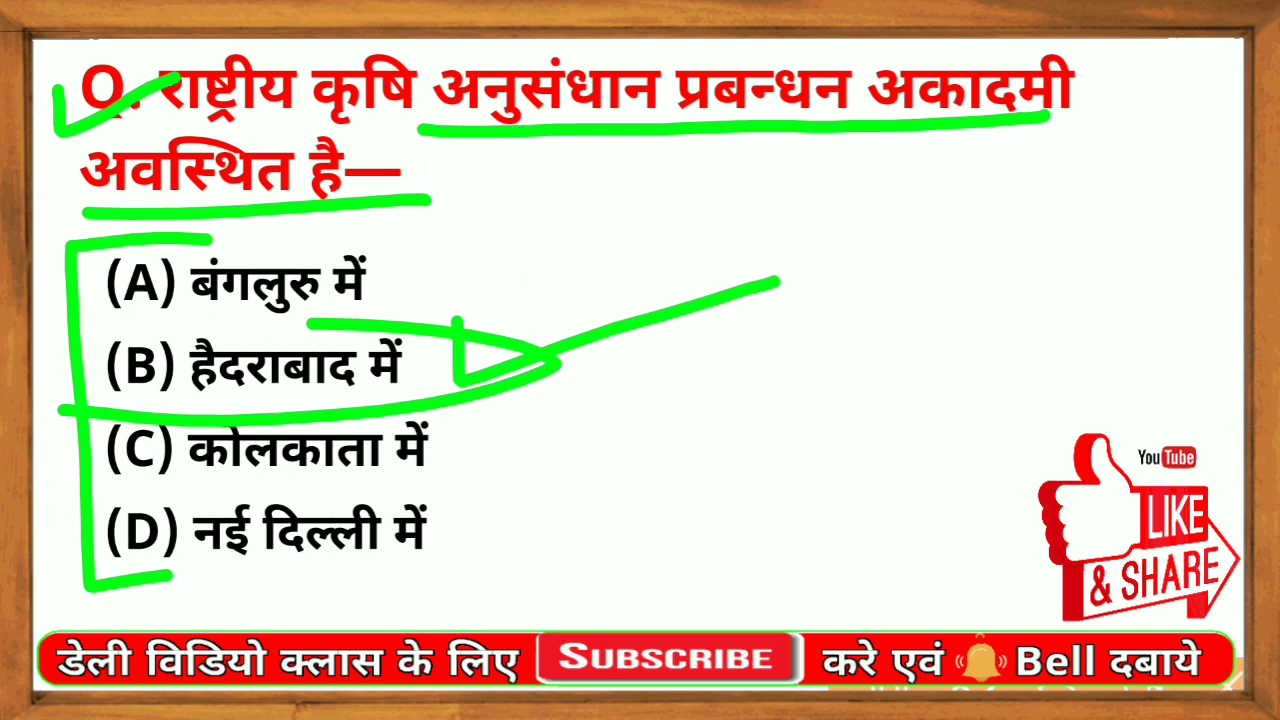 Q. राष्ट्रीय कृषि अनुसंधान प्रबन्धन अकादमी
अवस्थित है—
(A) बंगलुरु में
(B) हैदराबाद में
(C) कोलकाता में
(D) नई दिल्ली में
YouTube
LIKE
& SHARE
डेली विडियो क्लास के लिए SUBSCRIBE करे एवं Bell दबाये